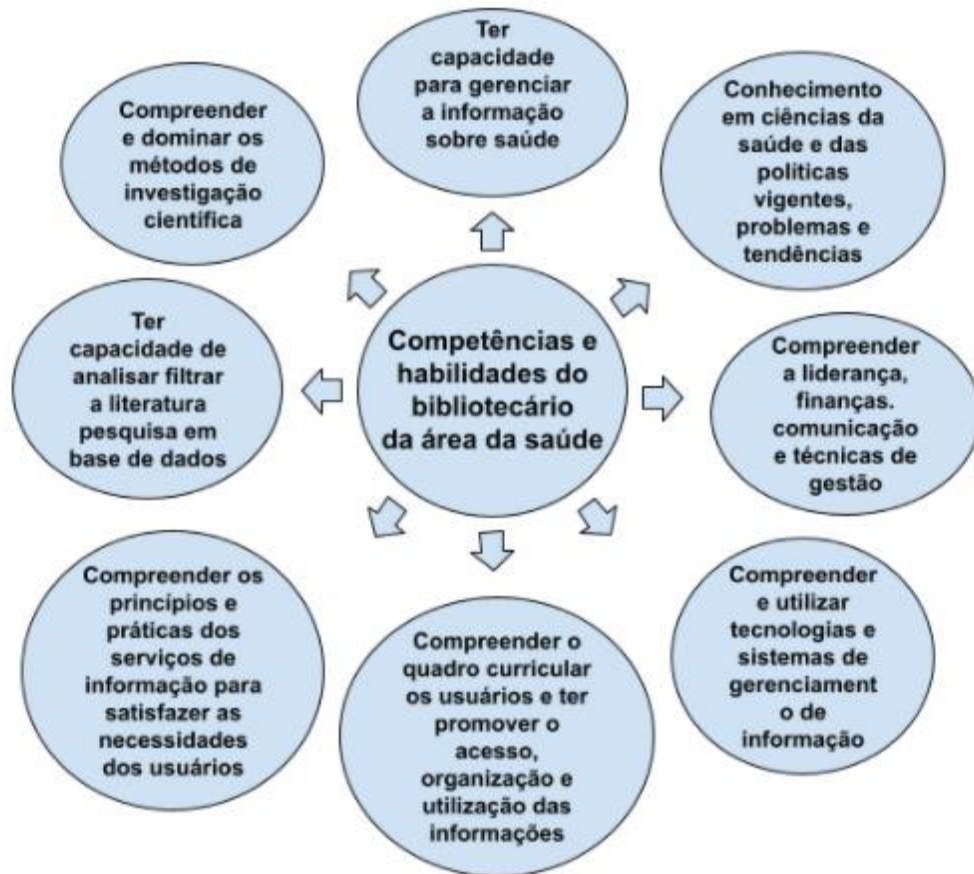 Ter
capacidade
para gerenciar
a informação
sobre saúde
Conhecimento
em ciências da
saúde e das
políticas
vigentes,
problemas e
tendências
Compreender
a liderança,
finanças.
comunicação
e técnicas de
gestão
Compreender
e utilizar
tecnologias e
sistemas de
gerenciament
o de
informação
Compreender o
quadro curricular
os usuários e ter
promover o
acesso,
organização e
utilização das
informações
Compreender os
princípios e
práticas dos
serviços de
informação para
satisfazer as
necessidades
dos usuários
Ter
capacidade de
analisar filtrar
a literatura
pesquisa em
base de dados
Compreender
e dominar os
métodos de
investigação
científica
Competências e
habilidades do
bibliotecário
da área da saúde